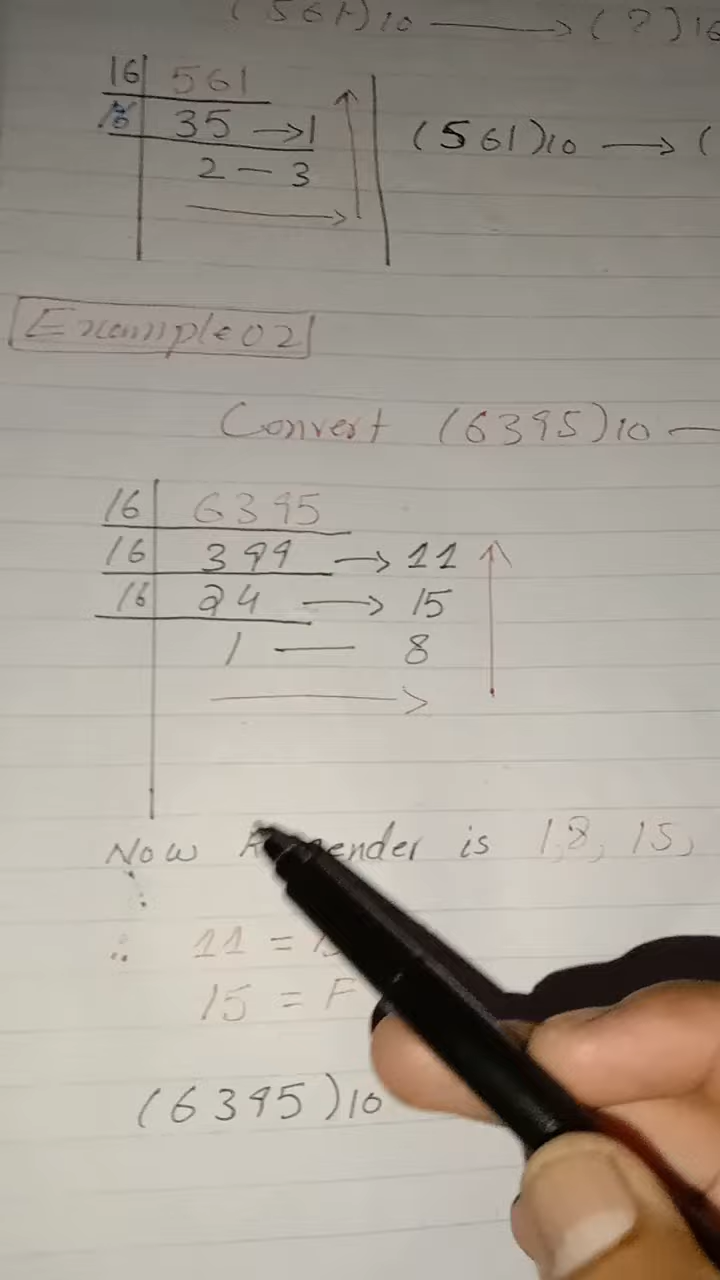 (561)10 → (?)16
16 561
16 35 → 1
2 — 3
(561)10 → (
Example 02
Convert (6395)10 —
16 6395
16 399 → 11
16 24 → 15
1 — 8
Now is 1,8, 15,
∴ 11 =
15 = F
(6395)10